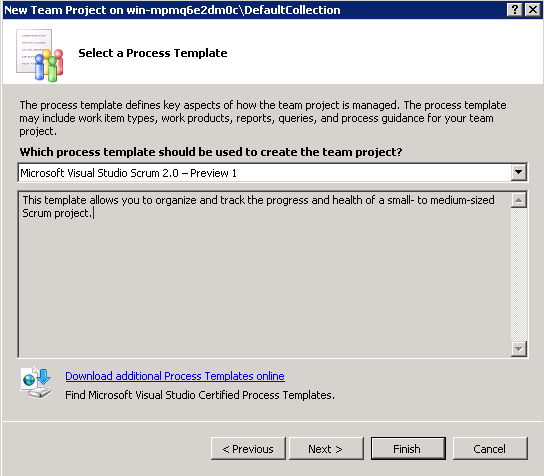 New Team Project on win-mpmq6e2dm0c\DefaultCollection
Select a Process Template
The process template defines key aspects of how the team project is managed. The process template
may include work item types, work products, reports, queries, and process guidance for your team
project.
Which process template should be used to create the team project?
Microsoft Visual Studio Scrum 2.0 – Preview 1
This template allows you to organize and track the progress and health of a small- to medium-sized
Scrum project.
Download additional Process Templates online
Find Microsoft Visual Studio Certified Process Templates.
< Previous
Next >
Finish
Cancel